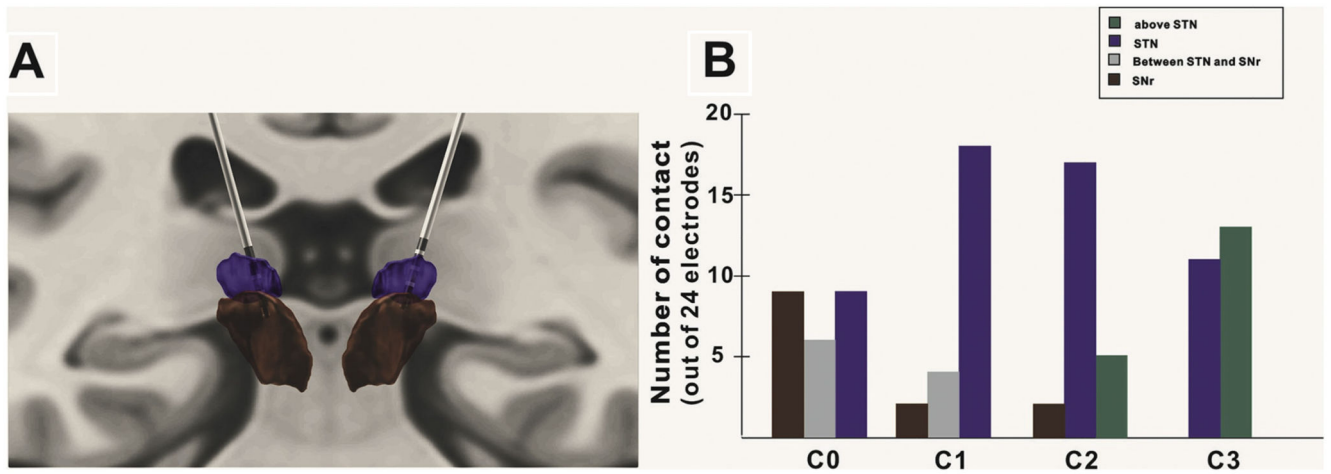 A
B
above STN
STN
Between STN and SNr
SNr
Number of contact
(out of 24 electrodes)
20
15
10
5
C0
C1
C2
C3